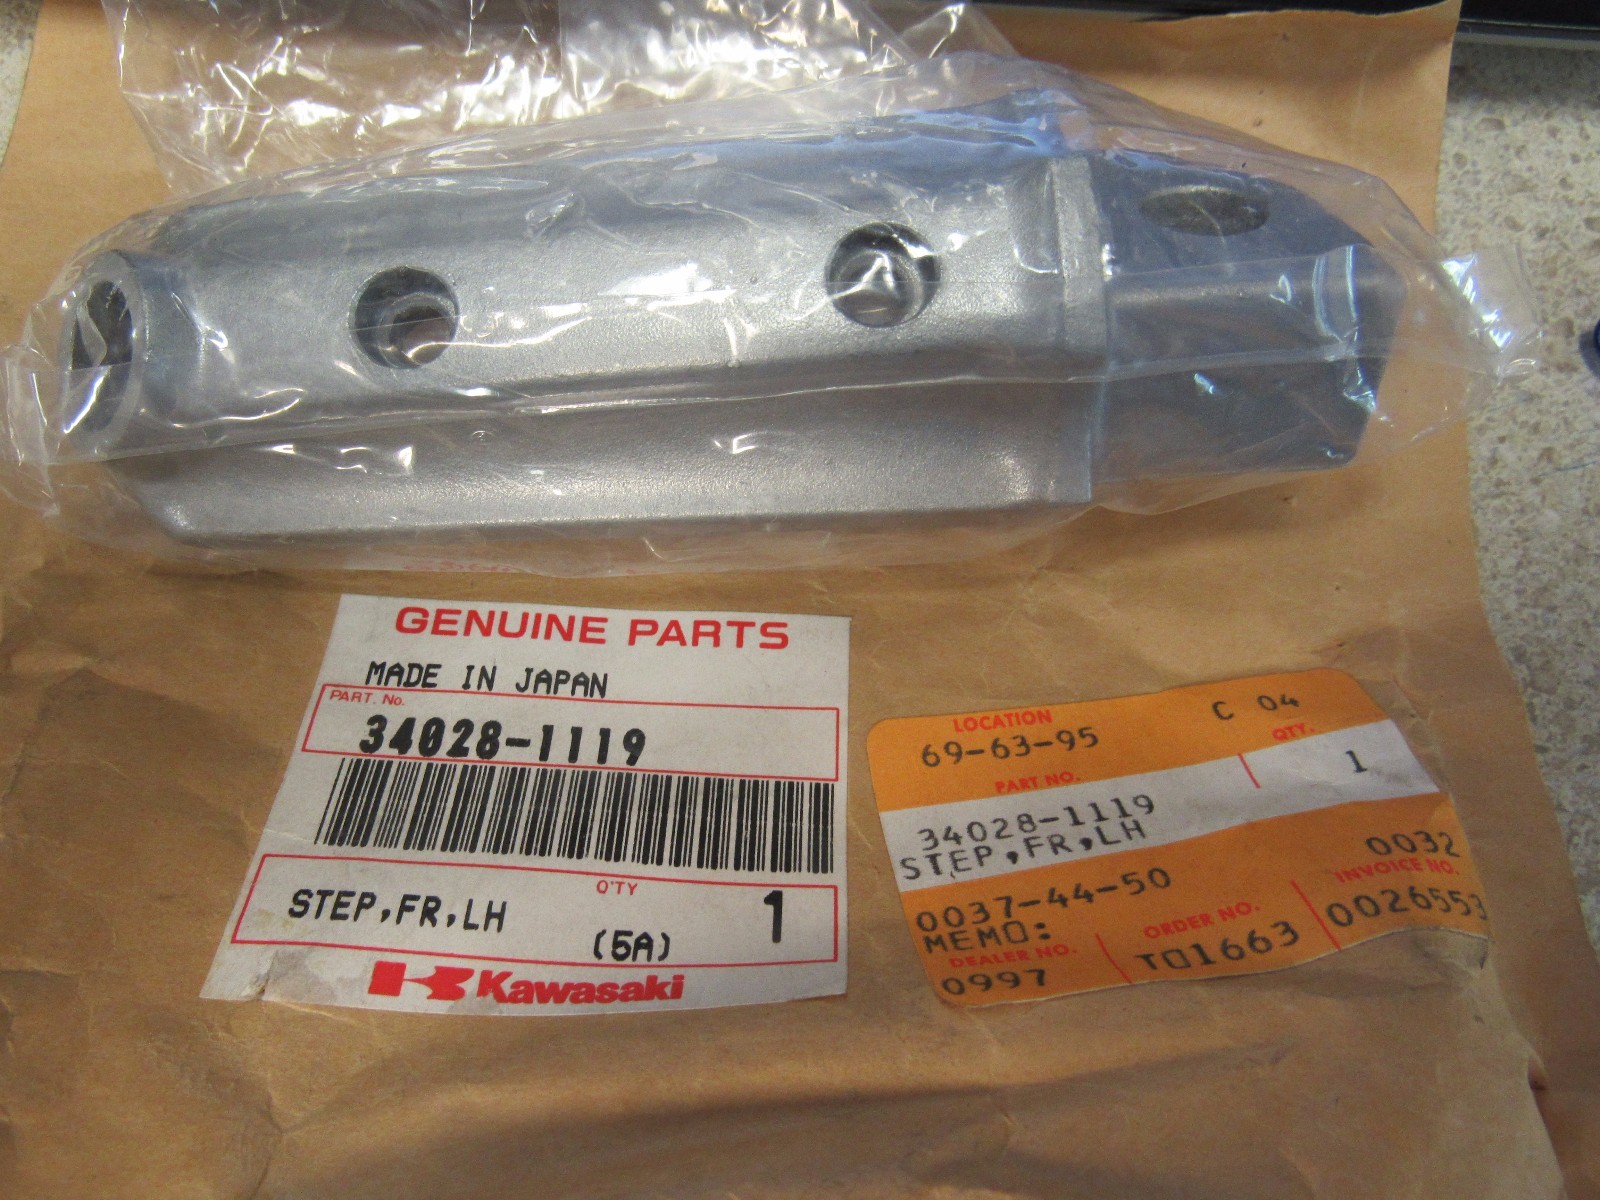 GENUINE PARTS
MADE IN JAPAN
PART. No.
34028-1119
Q'TY
STEP,FR,LH
(5A)
1
Kawasaki
LOCATION
C 04
69-63-95
QTY.
PART NO.
1
34028-1119
STEP,FR,LH
0032
0037-44-50
INVOICE NO.
MEMO:
ORDER NO.
0026553
DEALER NO.
TO1663
0997